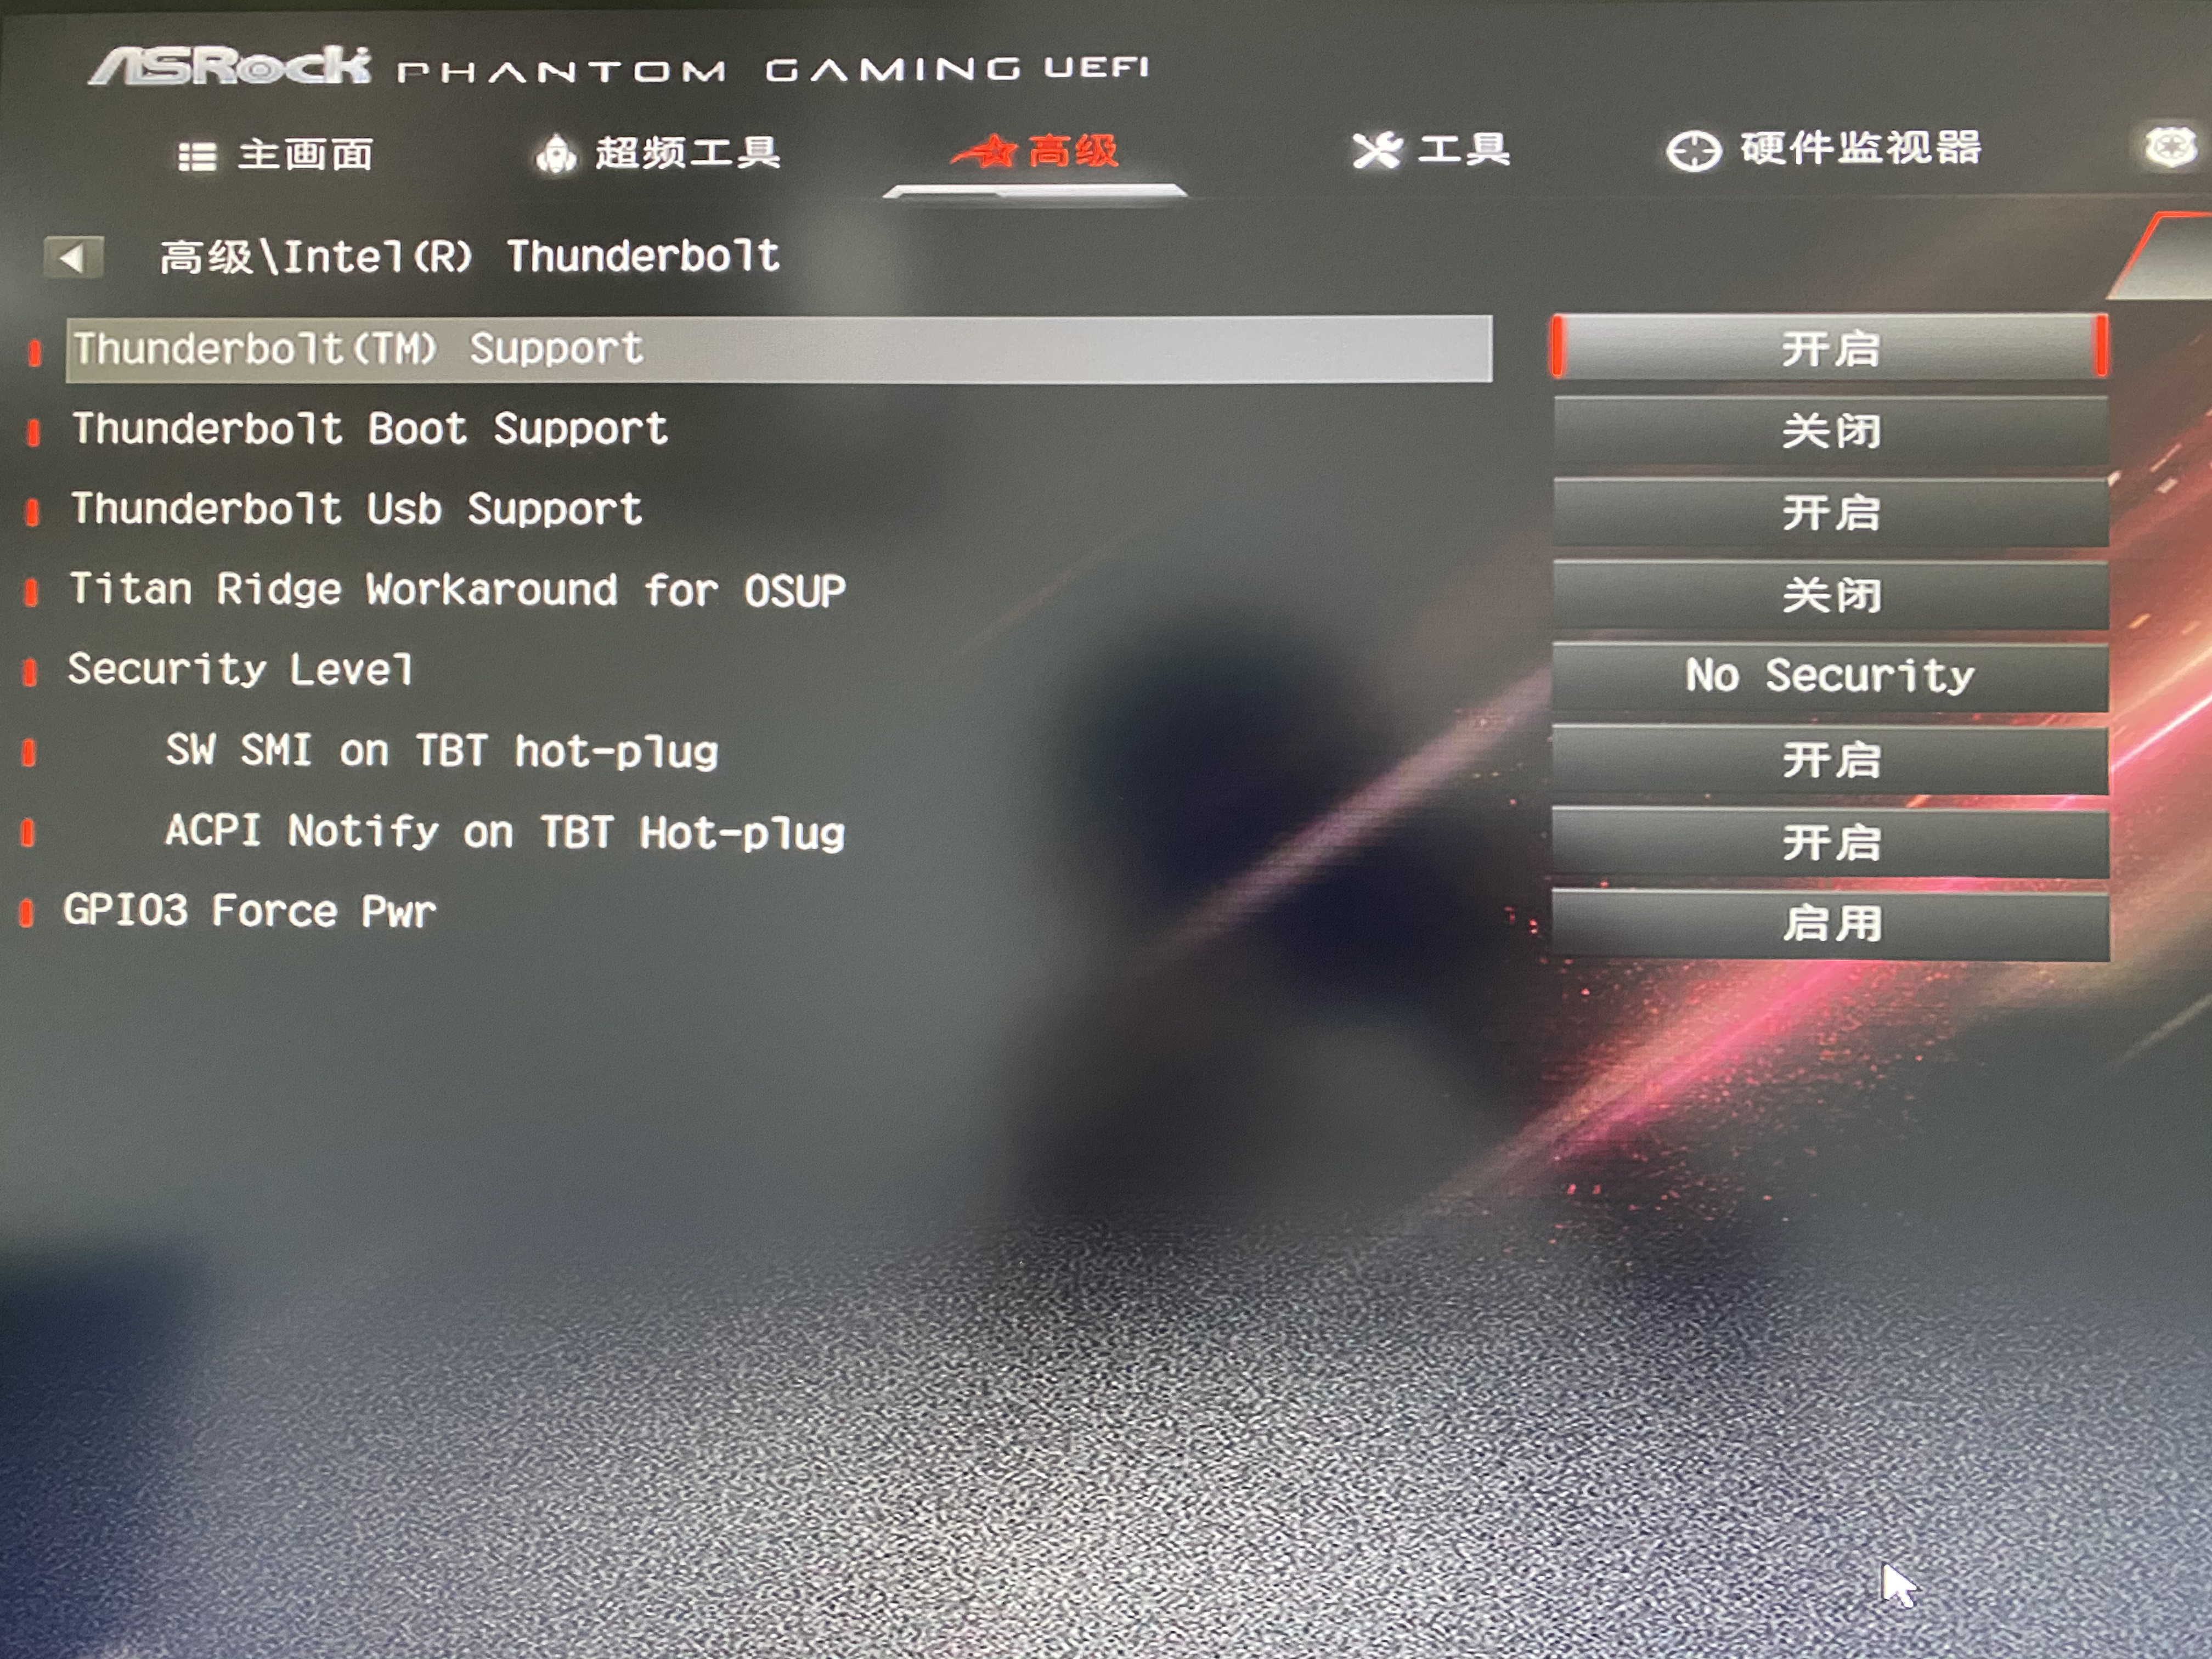 ASRock PHANTOM GAMING UEFI
主画面 超频工具 高级 工具 硬件监视器
高级\Intel(R) Thunderbolt
Thunderbolt(TM) Support 开启
Thunderbolt Boot Support 关闭
Thunderbolt Usb Support 开启
Titan Ridge Workaround for OSUP 关闭
Security Level No Security
SW SMI on TBT hot-plug 开启
ACPI Notify on TBT Hot-plug 开启
GPIO3 Force Pwr 启用